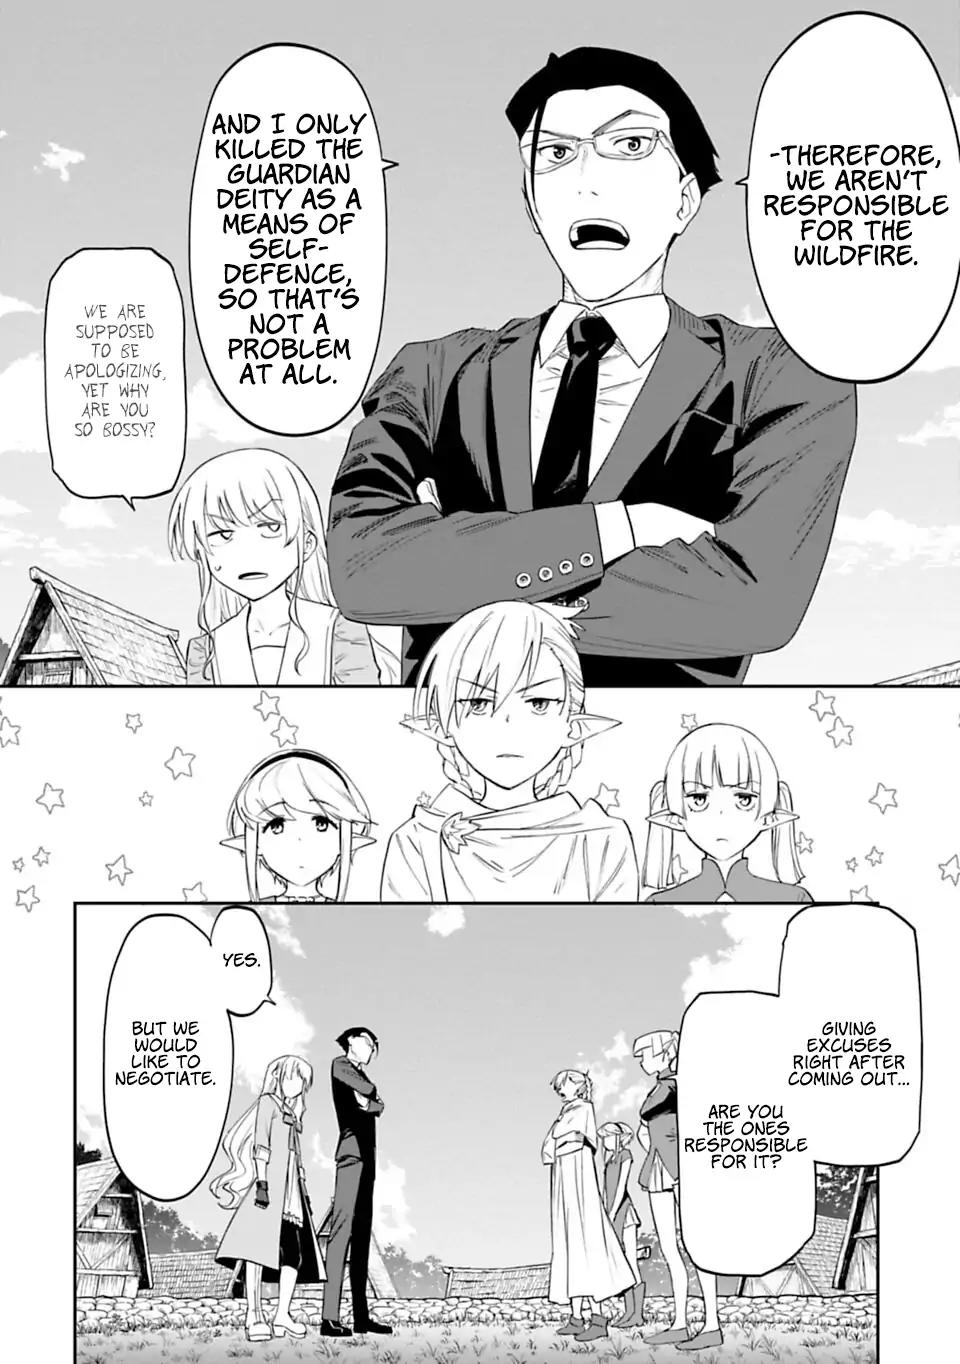 -THEREFORE,
WE AREN'T
RESPONSIBLE
FOR THE
WILDFIRE.
AND I ONLY
KILLED THE
GUARDIAN
DEITY AS A
MEANS OF
SELF-
DEFENCE,
SO THAT'S
NOT A
PROBLEM
AT ALL.
WE ARE
SUPPOSED
TO BE
APOLOGIZING,
YET WHY
ARE YOU
SO BOSSY?
GIVING
EXCUSES
RIGHT AFTER
COMING OUT...
ARE YOU
THE ONES
RESPONSIBLE
FOR IT?
YES.
BUT WE
WOULD
LIKE TO
NEGOTIATE.